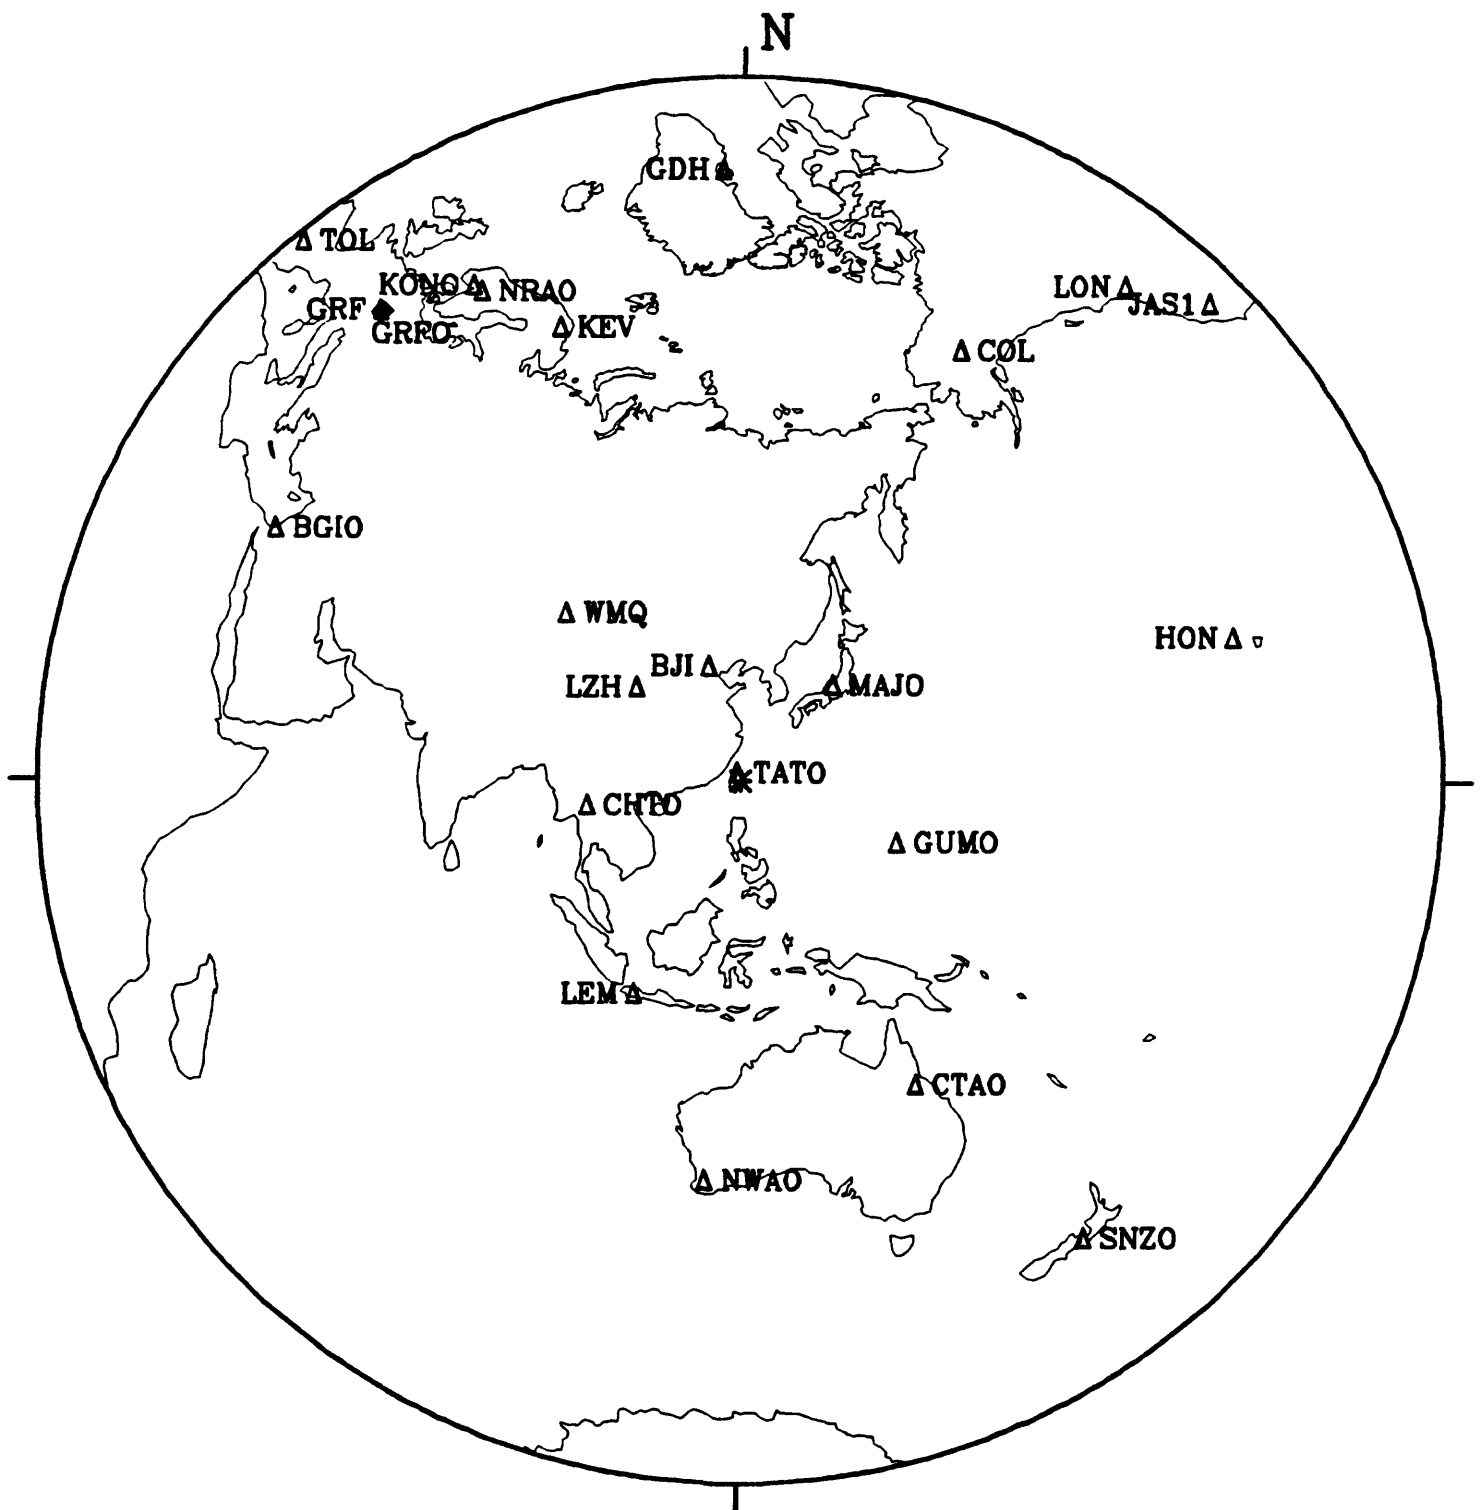 N
GDH
TOL
LON
JAS1
KONO
NRAO
GRF
GRFO
KEV
COL
BGIO
WMQ
HON
BJI
LZH
MAJO
TATO
CHTO
GUMO
LEM
CTAO
NWAO
SNZO